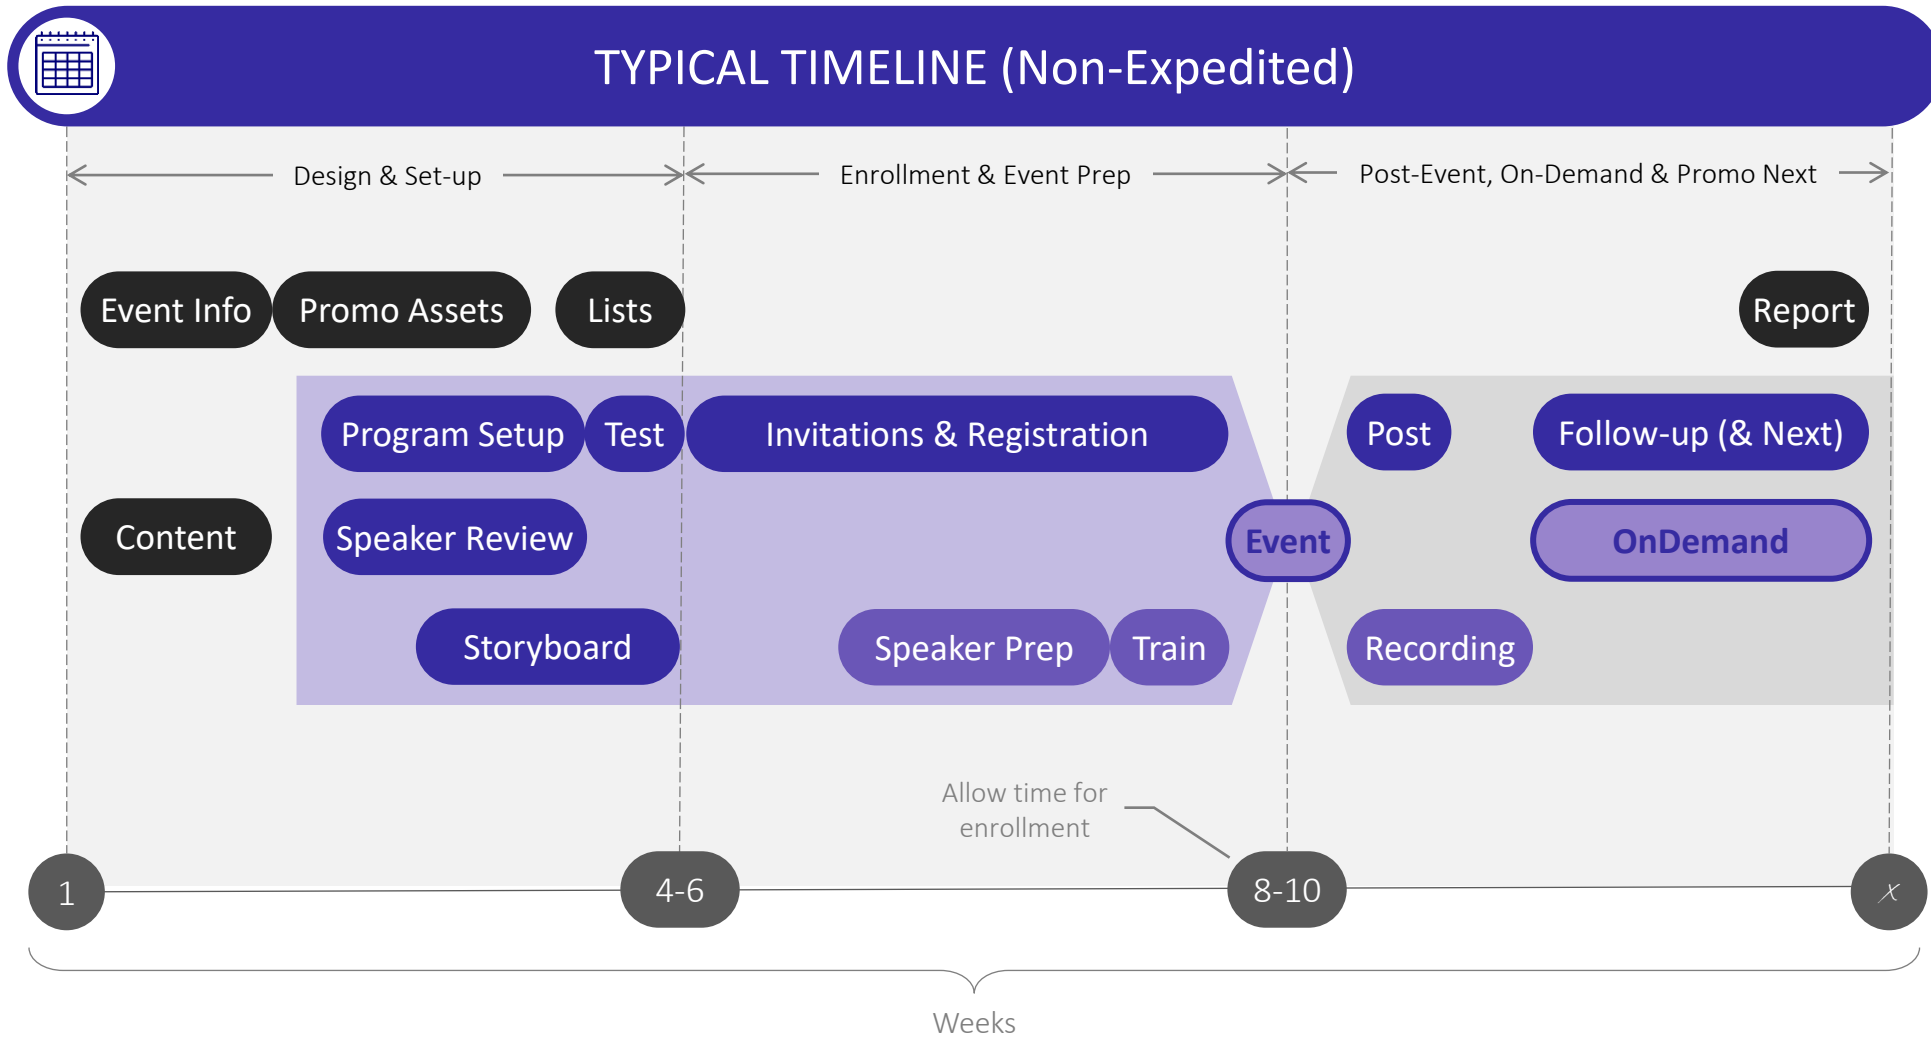 TYPICAL TIMELINE (Non-Expedited)
Design & Set-up
Enrollment & Event Prep
Post-Event, On-Demand & Promo Next
Event Info
Promo Assets
Lists
Report
Program Setup
Test
Invitations & Registration
Post
Follow-up (& Next)
Content
Speaker Review
Event
OnDemand
Storyboard
Speaker Prep
Train
Recording
Allow time for
enrollment
1
4-6
8-10
x
Weeks